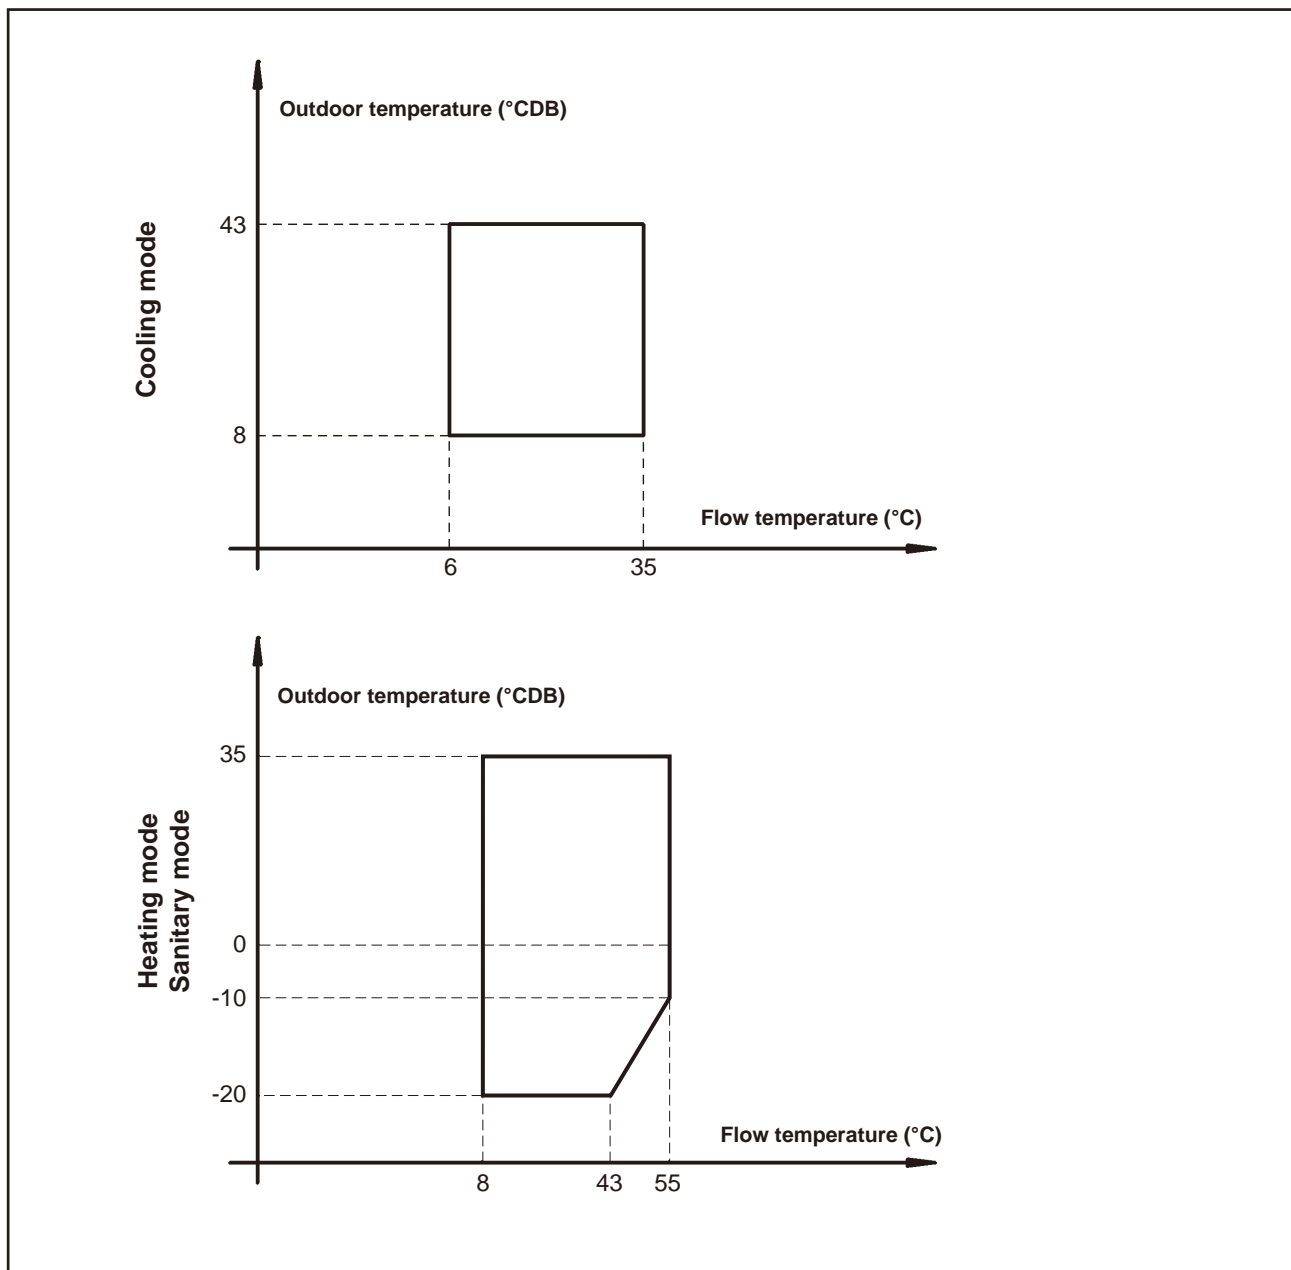 Outdoor temperature (°CDB)
Cooling mode
43
8
Flow temperature (°C)
6 35
Outdoor temperature (°CDB)
Heating mode
Sanitary mode
35
0
-10
-20
Flow temperature (°C)
8 43 55